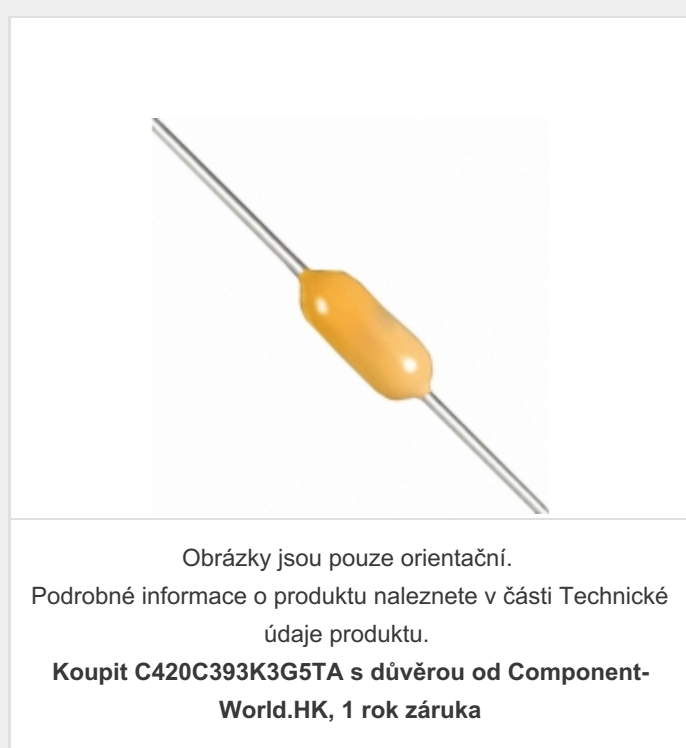 Obrázky jsou pouze orientační.
Podrobné informace o produktu naleznete v části Technické
údaje produktu.
Koupit C420C393K3G5TA s důvěrou od Component-
World.HK, 1 rok záruka